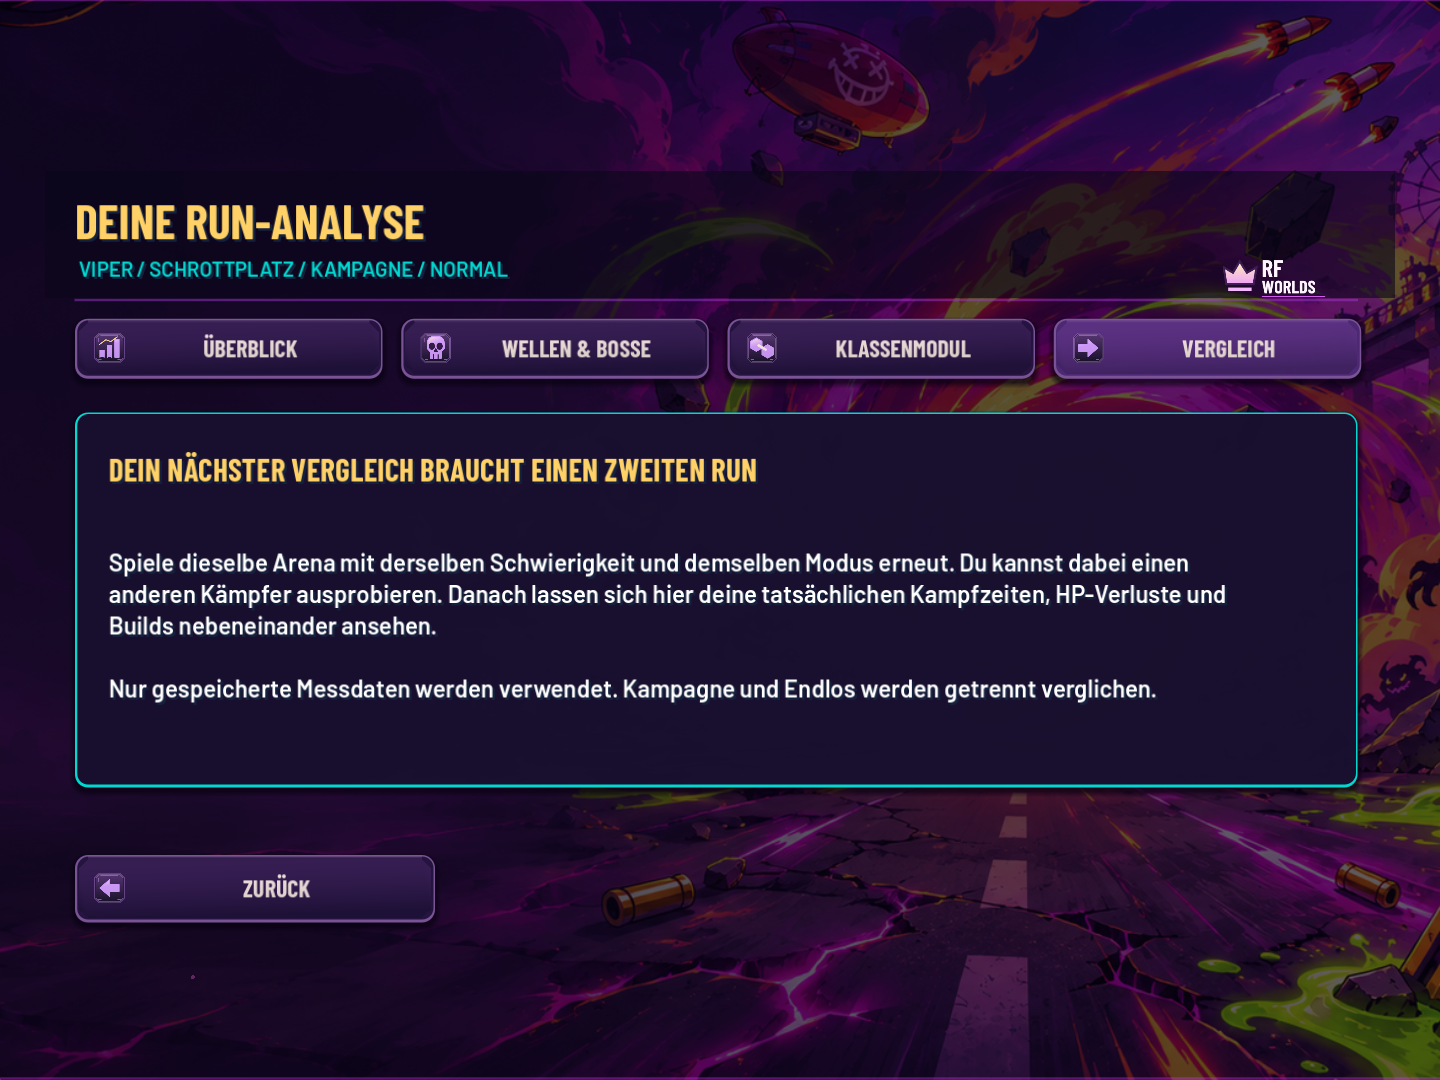 DEINE RUN-ANALYSE
VIPER / SCHROTTPLATZ / KAMPAGNE / NORMAL
RF
WORLDS
ÜBERBLICK
WELLEN & BOSSE
KLASSENMODUL
VERGLEICH
DEIN NÄCHSTER VERGLEICH BRAUCHT EINEN ZWEITEN RUN
Spiele dieselbe Arena mit derselben Schwierigkeit und demselben Modus erneut. Du kannst dabei einen
anderen Kämpfer ausprobieren. Danach lassen sich hier deine tatsächlichen Kampfzeiten, HP-Verluste und
Builds nebeneinander ansehen.
Nur gespeicherte Messdaten werden verwendet. Kampagne und Endlos werden getrennt verglichen.
ZURÜCK